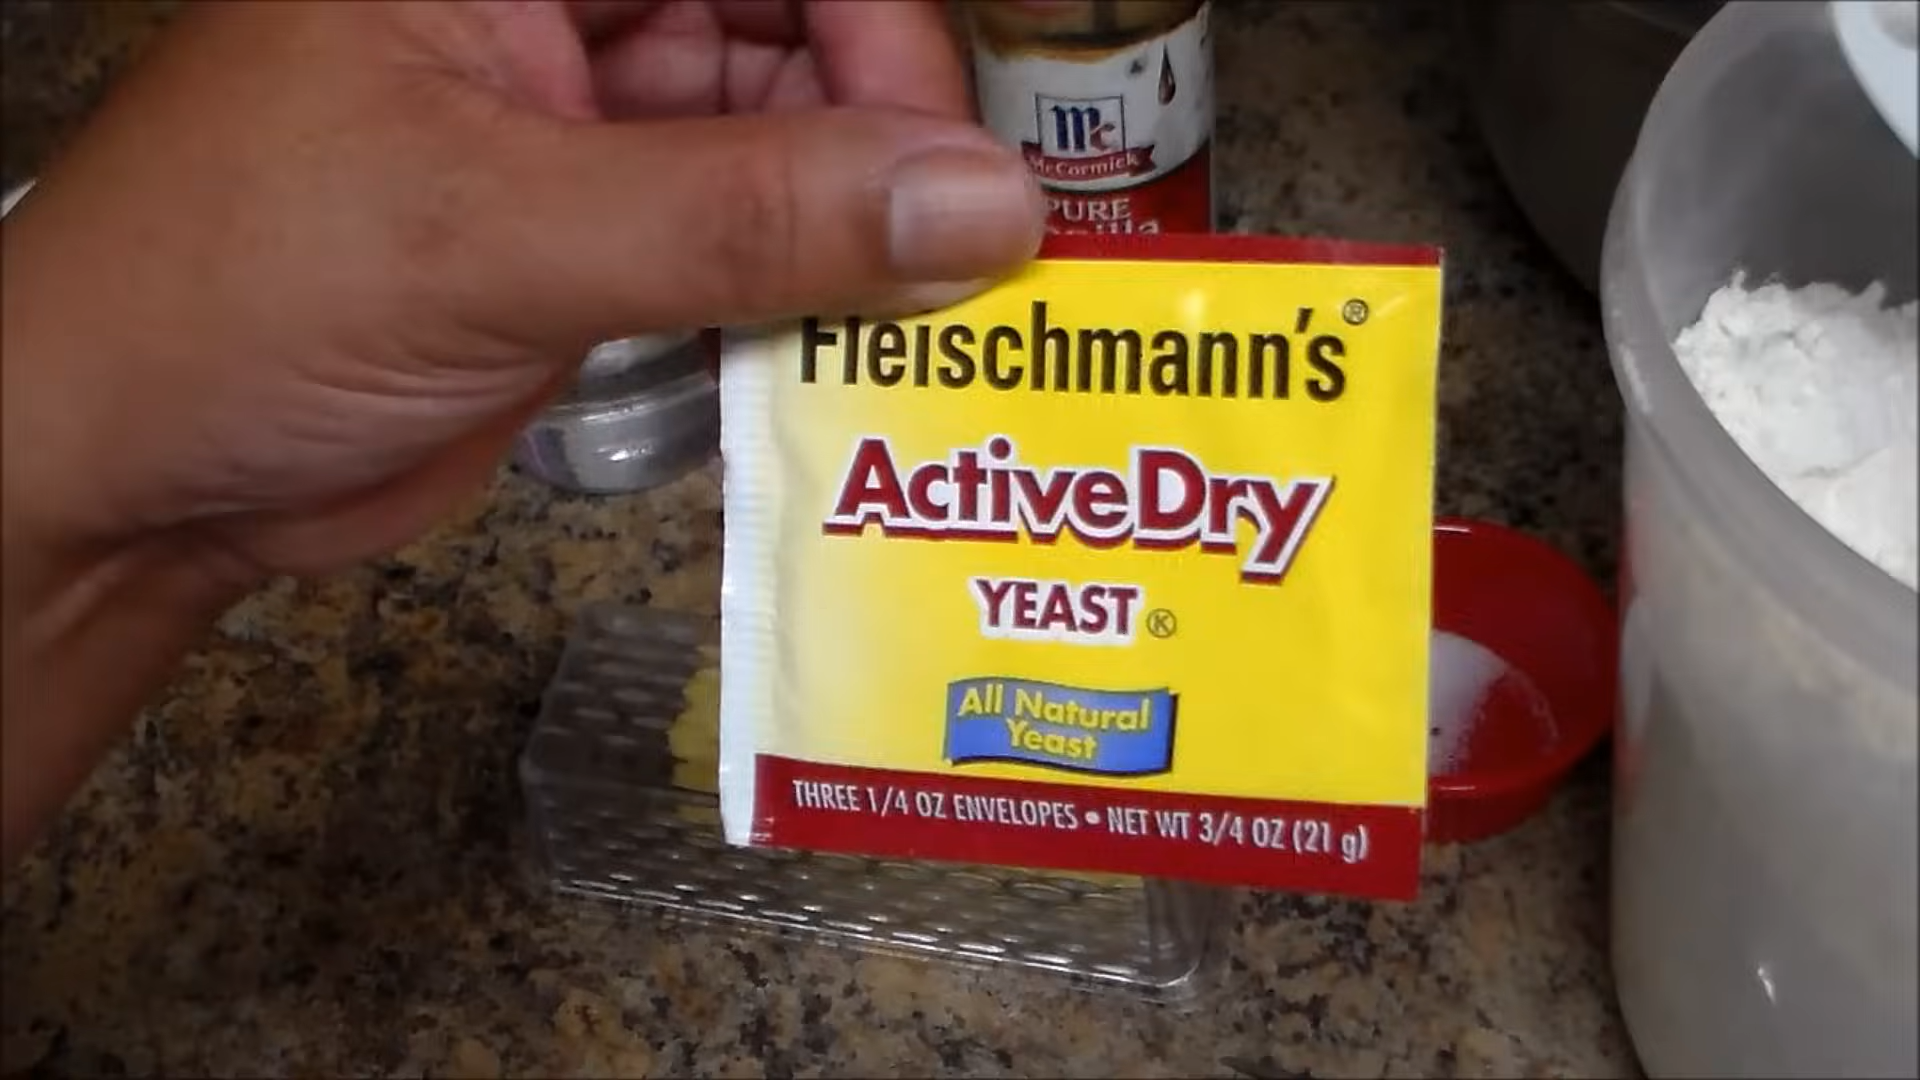 Mc
McCormick
PURE
Fleischmann's®
ActiveDry
YEAST Ⓚ
All Natural
Yeast
THREE 1/4 OZ ENVELOPES • NET WT 3/4 OZ (21 g)